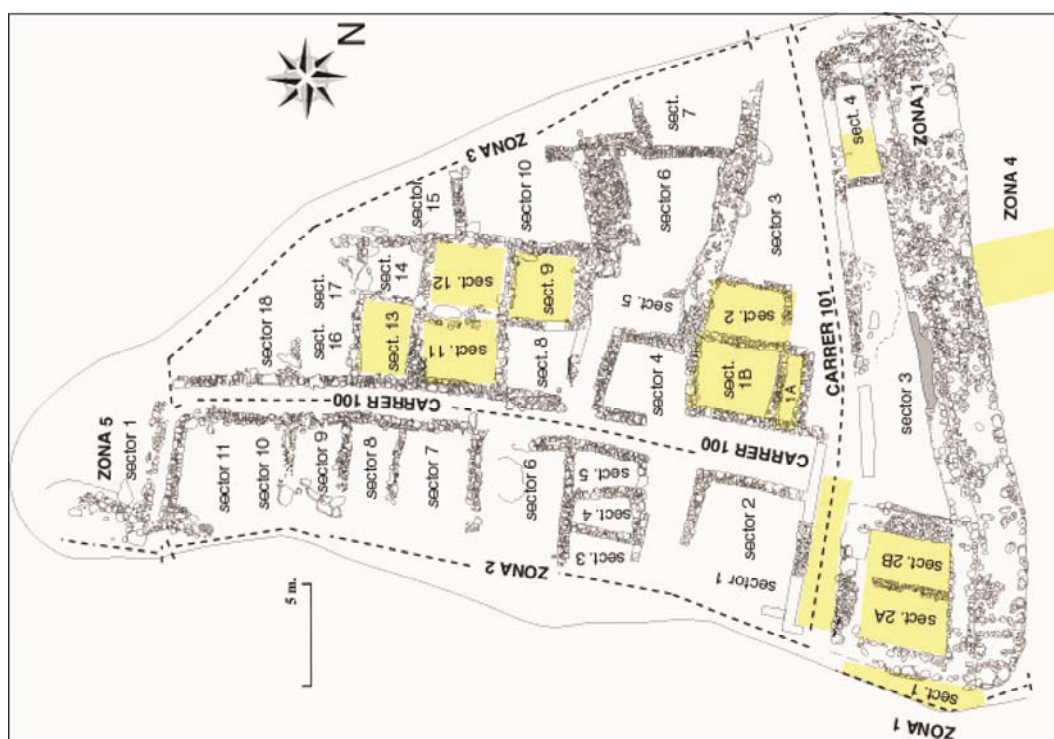 N
ZONA 3
sector 18
sect. 17
sect. 16
sector 15
sect. 14
sect. 13
sect. 12
sect. 11
sector 10
sect. 9
sect. 8
sect. 7
sector 6
sect. 5
sector 4
sector 3
sect. 2
sect. 1B
1A
CARRER 100
CARRER 100
CARRER 101
ZONA 5
sector 1
sector 11
sector 10
sector 9
sector 8
sector 7
sector 6
sect. 5
sect. 4
sect. 3
sector 2
sector 1
ZONA 2
5 m.
sect. 4
ZONA 1
ZONA 4
sector 3
sect. 2B
sect. 2A
sect. 1
ZONA 1